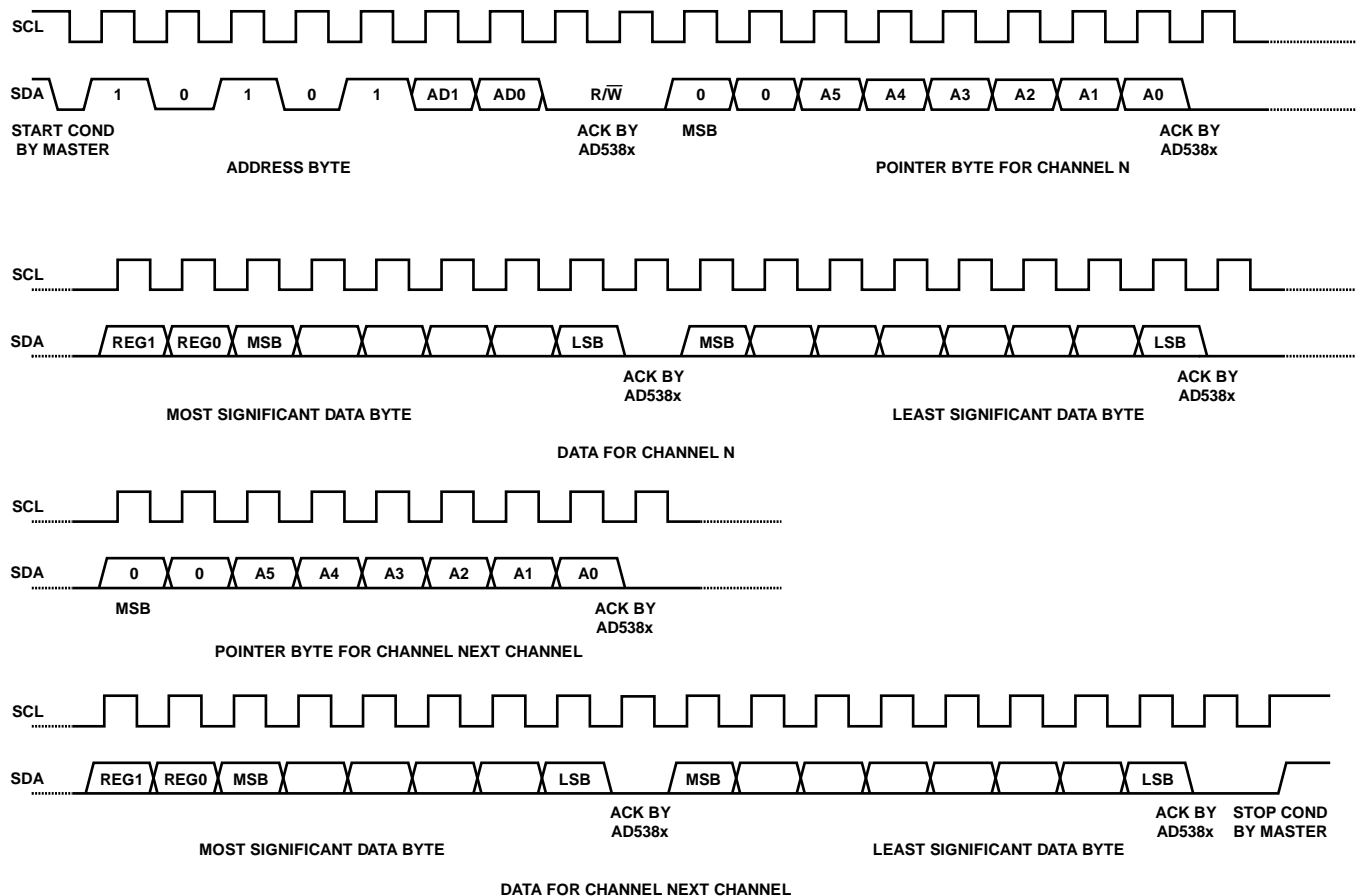 SCL
SDA 1 0 1 0 1 AD1 AD0 R/W̅ 0 0 A5 A4 A3 A2 A1 A0
START COND BY MASTER
ACK BY AD538x
MSB
ACK BY AD538x
ADDRESS BYTE
POINTER BYTE FOR CHANNEL N
SCL
SDA REG1 REG0 MSB LSB MSB LSB
ACK BY AD538x
ACK BY AD538x
MOST SIGNIFICANT DATA BYTE
LEAST SIGNIFICANT DATA BYTE
DATA FOR CHANNEL N
SCL
SDA 0 0 A5 A4 A3 A2 A1 A0
MSB
ACK BY AD538x
POINTER BYTE FOR CHANNEL NEXT CHANNEL
SCL
SDA REG1 REG0 MSB LSB MSB LSB
ACK BY AD538x
ACK BY AD538x
STOP COND BY MASTER
MOST SIGNIFICANT DATA BYTE
LEAST SIGNIFICANT DATA BYTE
DATA FOR CHANNEL NEXT CHANNEL